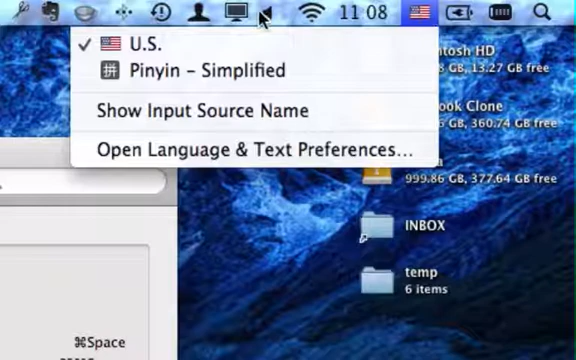 11 08
U.S.
Pinyin – Simplified
Show Input Source Name
Open Language & Text Preferences...
ntosh HD
8 GB, 13.27 GB free
ook Clone
6 GB, 360.74 GB free
999.86 GB, 377.64 GB free
INBOX
temp
6 items
⌘Space